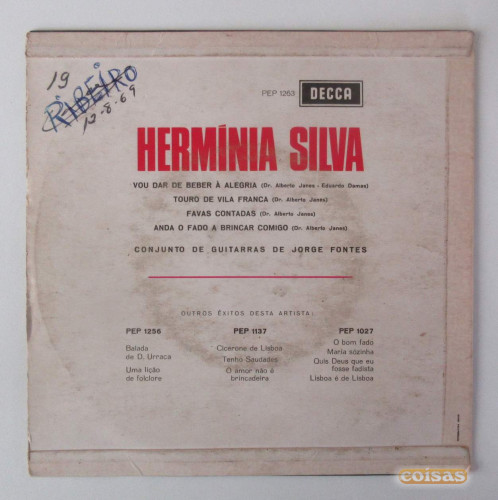 19
RIBEIRO
RIBEIRO
12-8-69
PEP 1263 DECCA
HERMÍNIA SILVA
VOU DAR DE BEBER À ALEGRIA (Dr. Alberto Janes - Eduardo Damas)
TOURO DE VILA FRANCA (Dr. Alberto Janes)
FAVAS CONTADAS (Dr. Alberto Janes)
ANDA O FADO A BRINCAR COMIGO (Dr. Alberto Janes)
CONJUNTO DE GUITARRAS DE JORGE FONTES
OUTROS ÊXITOS DESTA ARTISTA:
PEP 1256
Balada
de D. Urraca
Uma lição
de folclore
PEP 1137
Cicerone de Lisboa
Tenho Saudades
O amor não é
brincadeira
PEP 1027
O bom fado
Maria sózinha
Quis Deus que eu
fosse fadista
Lisboa é de Lisboa
coisas